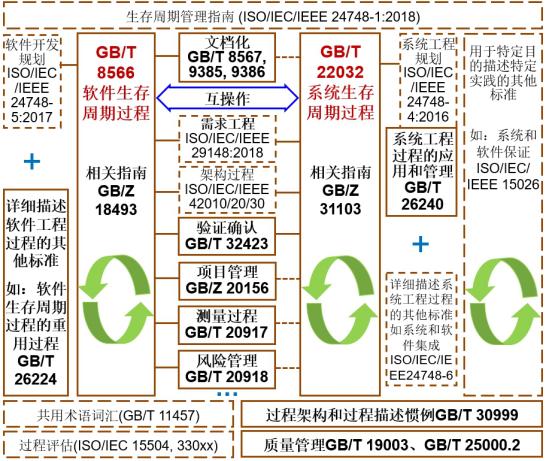 生存周期管理指南 (ISO/IEC/IEEE 24748-1:2018)
软件开发
规划
ISO/IEC
/IEEE
24748-
5:2017
+
详细描述
软件工程
过程的其
他标准
如：软件
生存周期
过程的重
用过程
GB/T
26224
GB/T
8566
软件生存
周期过程
相关指南
GB/Z
18493
文档化
GB/T 8567,
9385, 9386
互操作
需求工程
ISO/IEC/IEEE
29148:2018
架构过程
ISO/IEC/IEEE
42010/20/30
验证确认
GB/T 32423
项目管理
GB/Z 20156
测量过程
GB/T 20917
风险管理
GB/T 20918
...
GB/T
22032
系统生存
周期过程
相关指南
GB/Z
31103
系统工程
规划
ISO/IEC
/IEEE
24748-
4:2016
系统工程
过程的应
用和管理
GB/T
26240
+
详细描述系
统工程过程
的其他标准
如系统和软
件集成
ISO/IEC/IE
EE24748-6
用于特定目
的描述特定
实践的其他
标准
如：系统和
软件保证
ISO/IEC/
IEEE 15026
共用术语词汇(GB/T 11457)
过程架构和过程描述惯例GB/T 30999
过程评估(ISO/IEC 15504, 330xx)
质量管理GB/T 19003、GB/T 25000.2